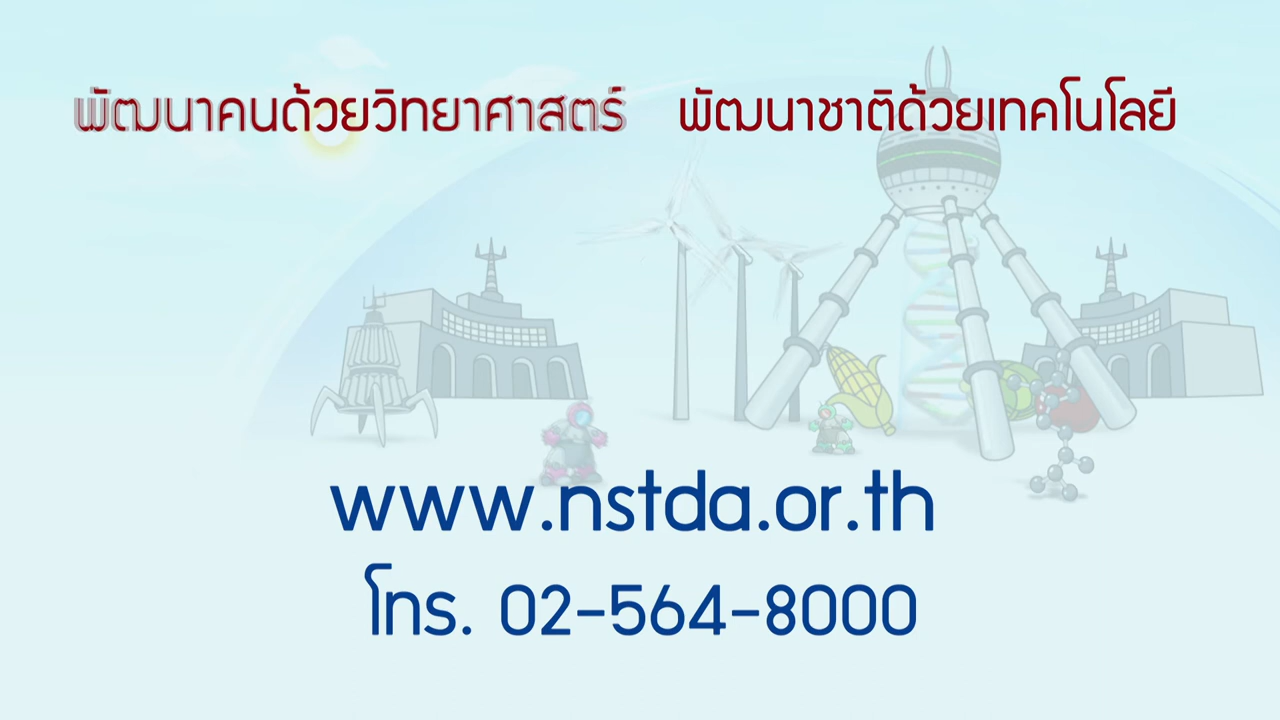 พัฒนาคนด้วยวิทยาศาสตร์ พัฒนาชาติด้วยเทคโนโลยี
www.nstda.or.th
โทร. 02-564-8000